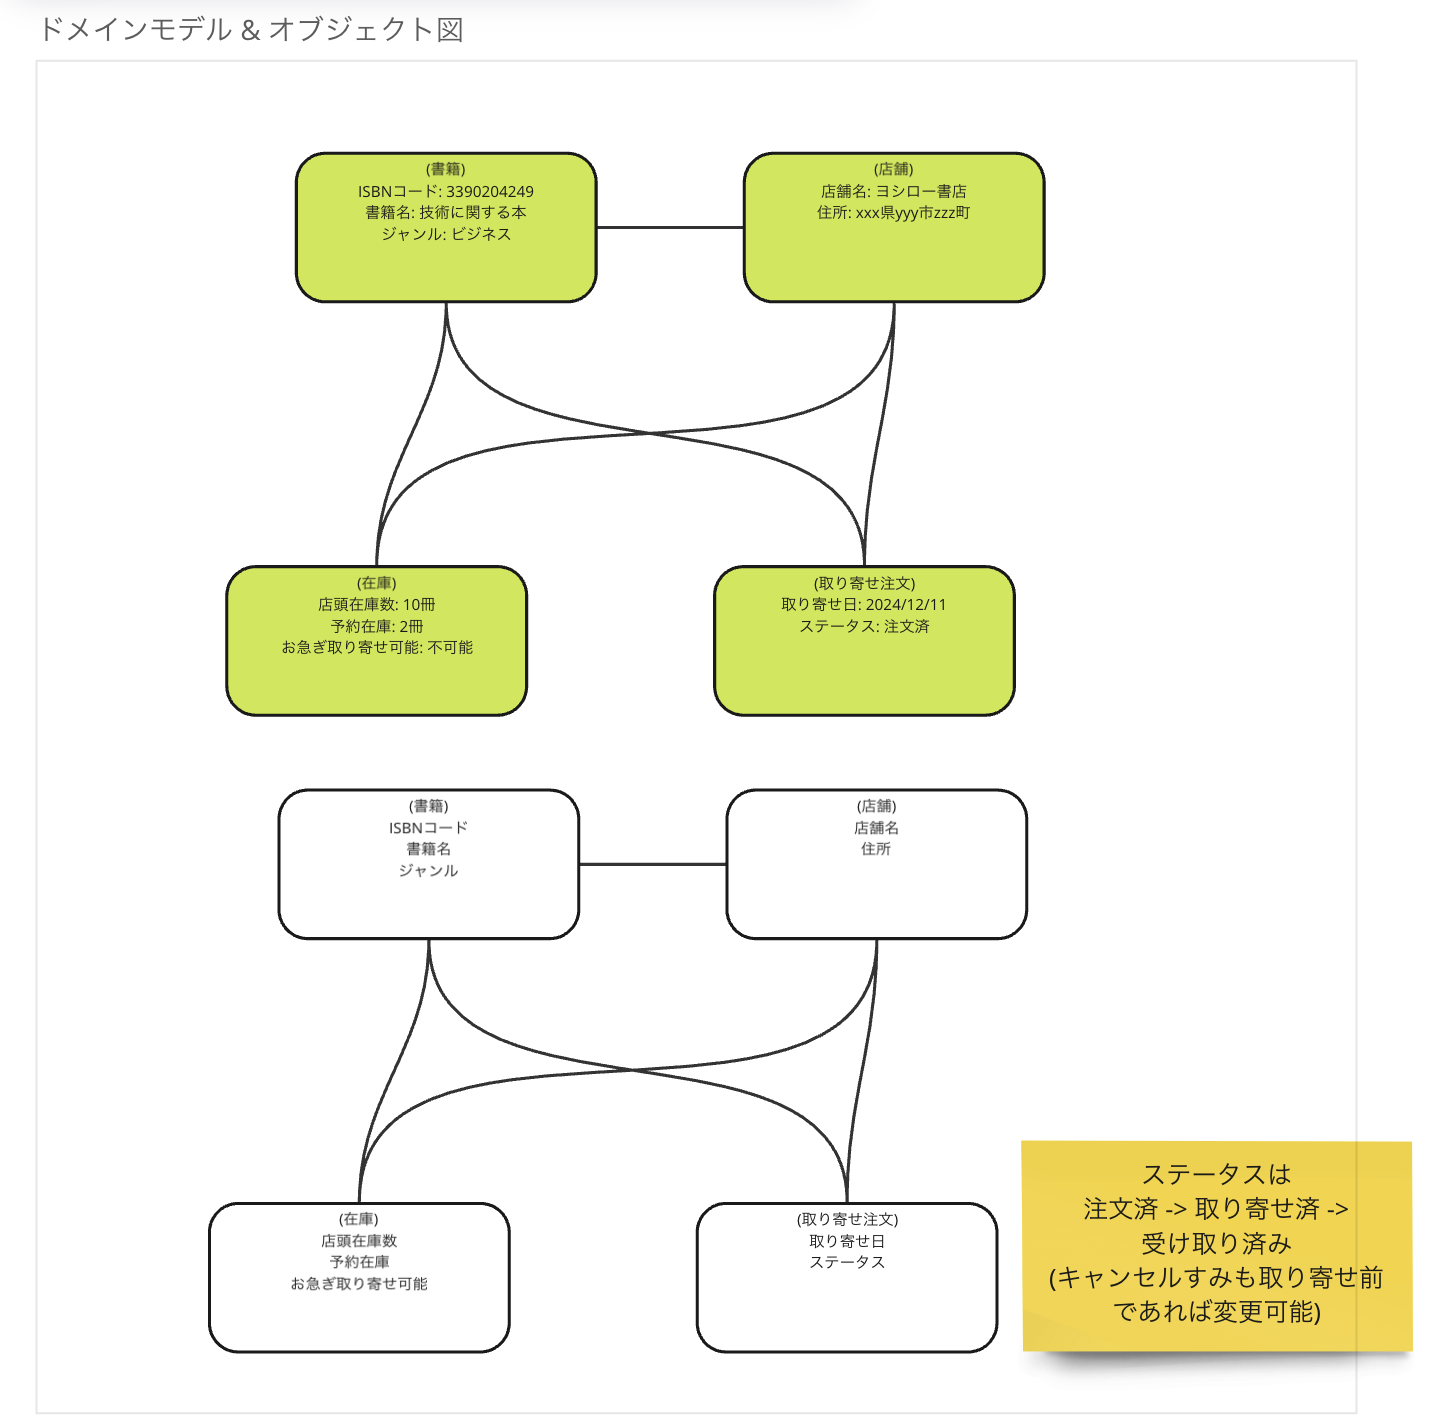 ドメインモデル & オブジェクト図
(書籍)
ISBNコード: 3390204249
書籍名: 技術に関する本
ジャンル: ビジネス
(店舗)
店舗名: ヨシロー書店
住所: xxx県yyy市zzz町
(在庫)
店頭在庫数: 10冊
予約在庫: 2冊
お急ぎ取り寄せ可能: 不可能
(取り寄せ注文)
取り寄せ日: 2024/12/11
ステータス: 注文済
(書籍)
ISBNコード
書籍名
ジャンル
(店舗)
店舗名
住所
(在庫)
店頭在庫数
予約在庫
お急ぎ取り寄せ可能
(取り寄せ注文)
取り寄せ日
ステータス
ステータスは
注文済 -> 取り寄せ済 ->
受け取り済み
(キャンセルすみも取り寄せ前
であれば変更可能)